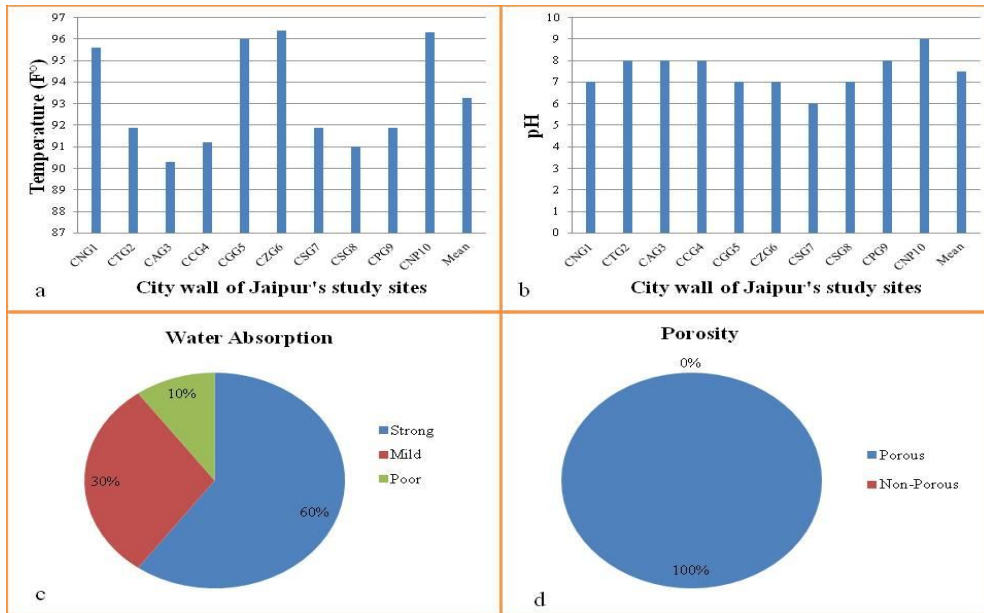 97
96
95
94
93
92
91
90
89
88
87
Temperature (F°)
CNG1
CTG2
CAG3
CCG4
CGG5
CZG6
CSG7
CSG8
CPG9
CNP10
Mean
City wall of Jaipur's study sites
a
10
9
8
7
6
5
4
3
2
1
0
pH
CNG1
CTG2
CAG3
CCG4
CGG5
CZG6
CSG7
CSG8
CPG9
CNP10
Mean
City wall of Jaipur's study sites
b
Water Absorption
10%
30%
60%
Strong
Mild
Poor
c
Porosity
0%
100%
Porous
Non-Porous
d